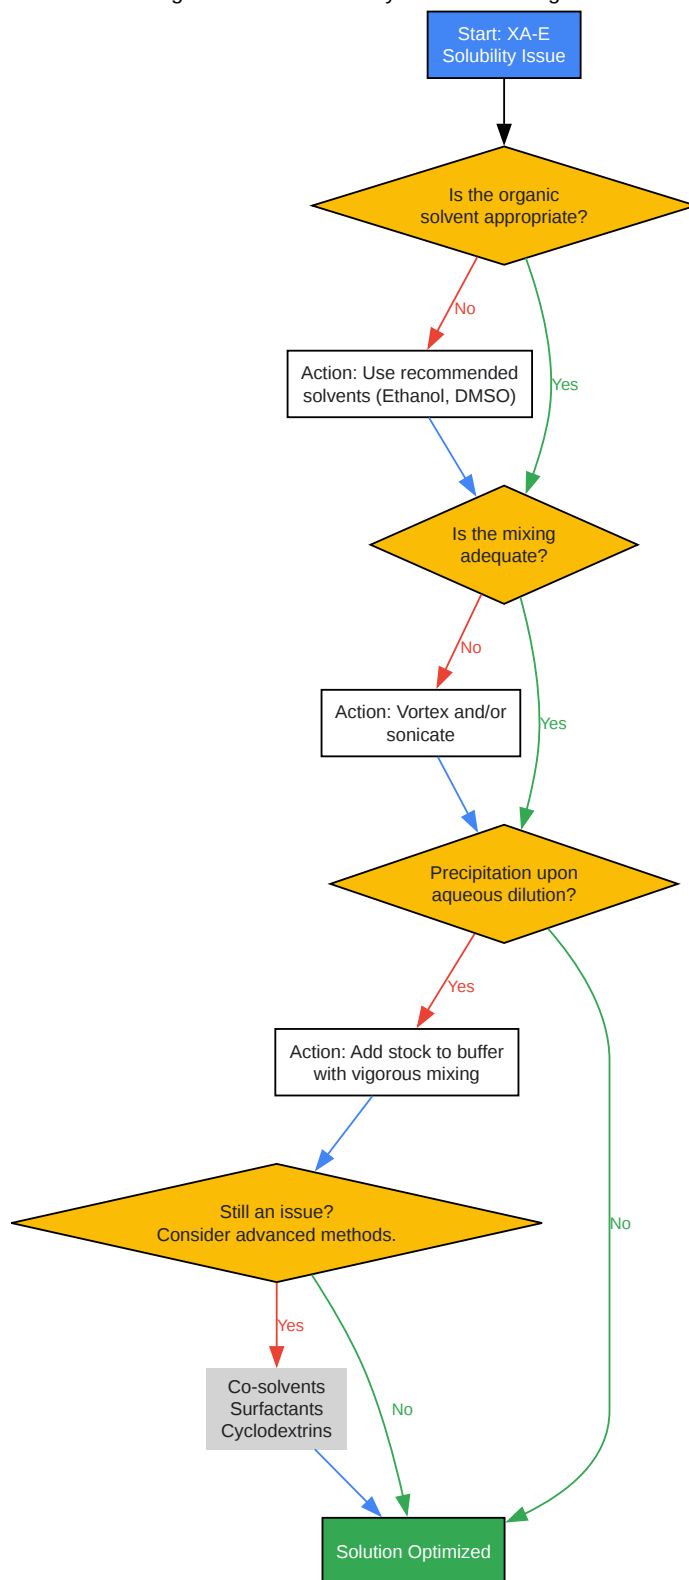 Start: XA-E
Solubility Issue
Is the organic
solvent appropriate?
No
Yes
Action: Use recommended
solvents (Ethanol, DMSO)
Is the mixing
adequate?
No
Yes
Action: Vortex and/or
sonicate
Precipitation upon
aqueous dilution?
Yes
No
Action: Add stock to buffer
with vigorous mixing
Still an issue?
Consider advanced methods.
Yes
No
Co-solvents
Surfactants
Cyclodextrins
Solution Optimized